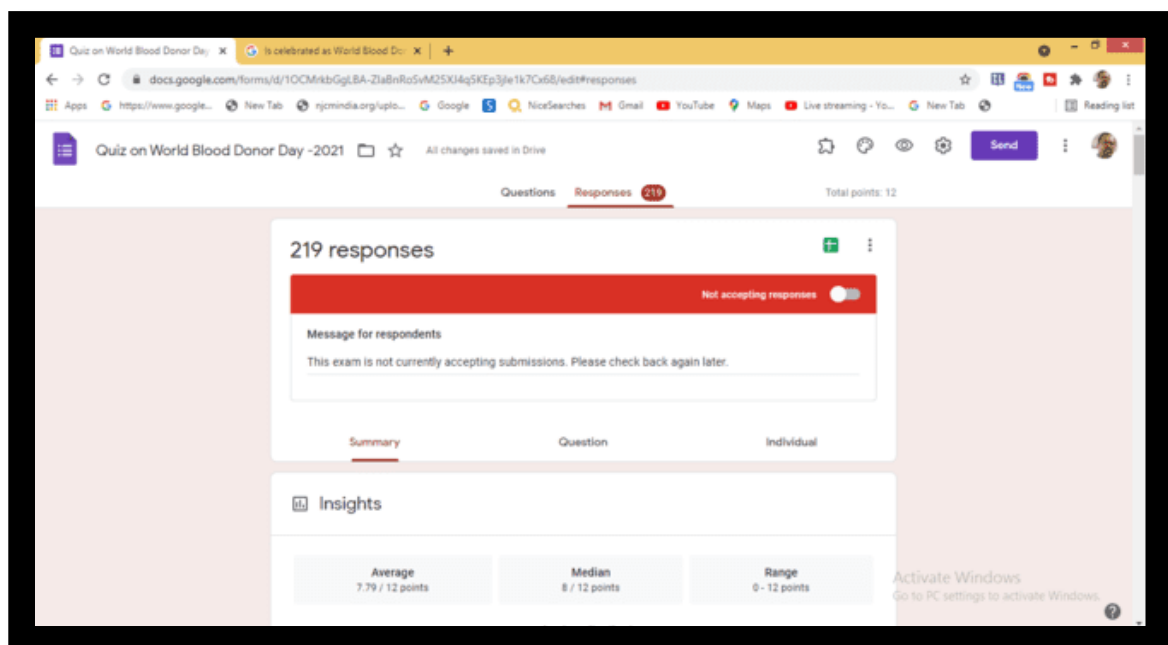 Quiz on World Blood Donor Day
Is celebrated as World Blood Do
docs.google.com/forms/d/1OCMrkbGgLBA-ZlaBnRoSvM25XJ4q5KEp3jle1k7Cx68/edit#responses
Apps https://www.google... New Tab njcmindia.org/uplo... Google S NiceSearches Gmail YouTube Maps Live streaming - Yo... New Tab Reading list
New
Quiz on World Blood Donor Day -2021 All changes saved in Drive Send
Questions Responses 219 Total points: 12
219 responses
Not accepting responses
Message for respondents
This exam is not currently accepting submissions. Please check back again later.
Summary Question Individual
Insights
Average Median Range
7.79 / 12 points 8 / 12 points 0 - 12 points
Activate Windows
Go to PC settings to activate Windows.